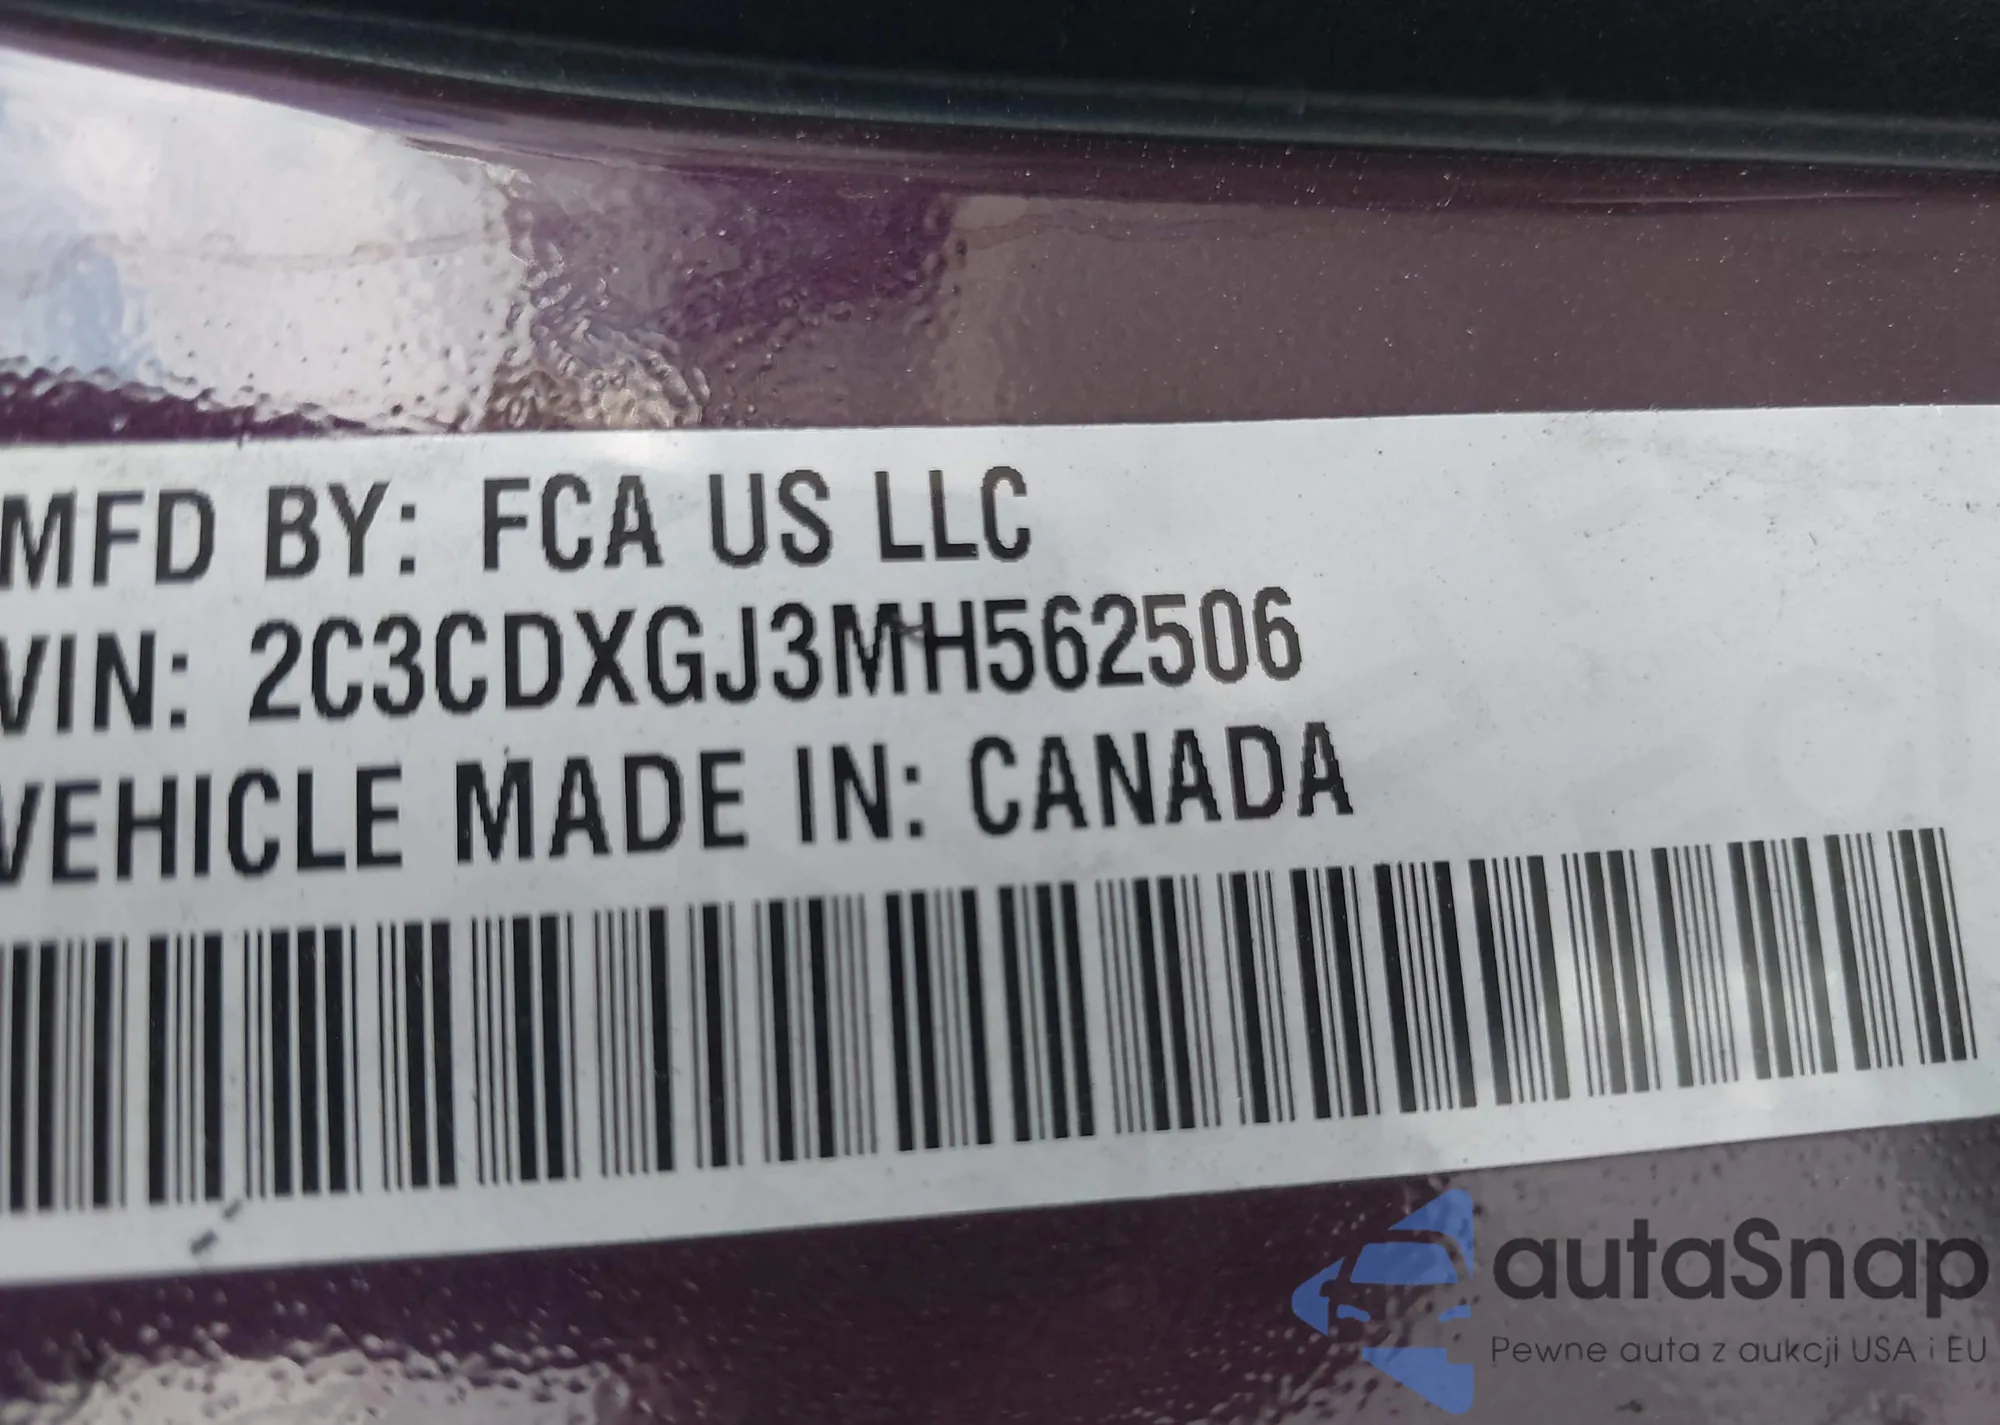 MFD BY: FCA US LLC
VIN: 2C3CDXGJ3MH562506
VEHICLE MADE IN: CANADA
autaSnap
Pewne auta z aukcji USA i EU